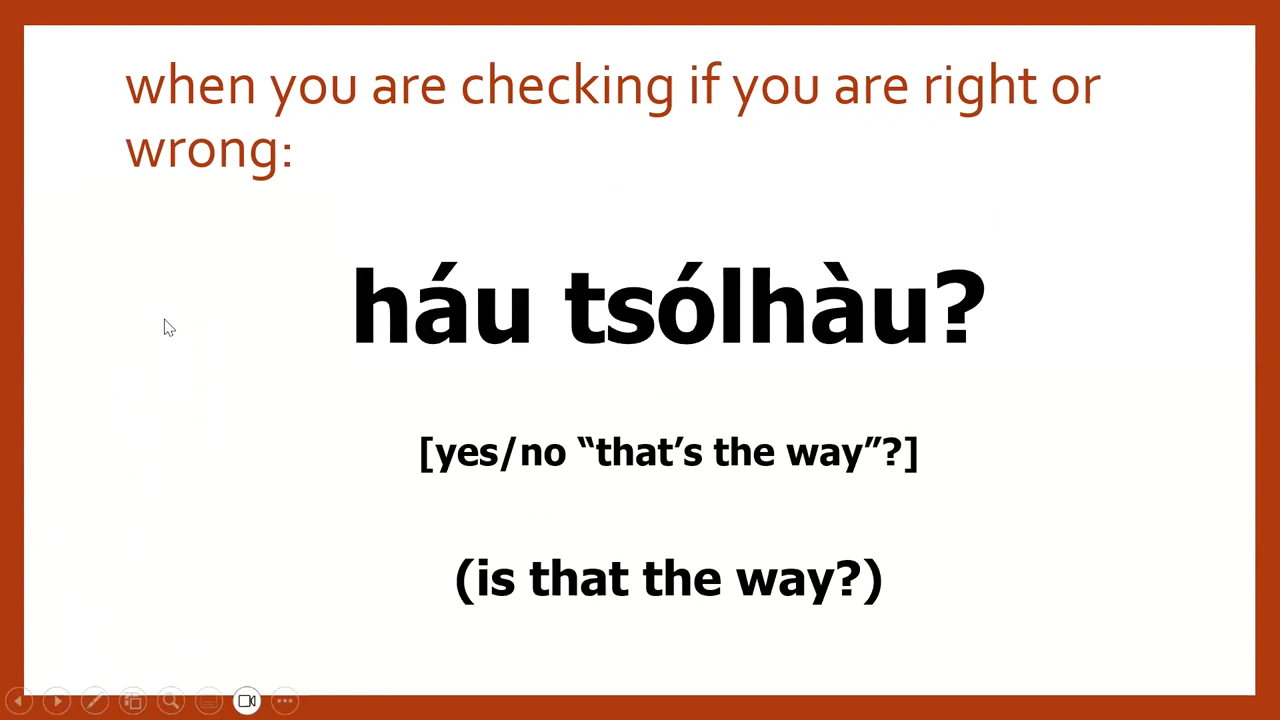 when you are checking if you are right or
wrong:
háu tsólhàu?
[yes/no “that’s the way”?]
(is that the way?)